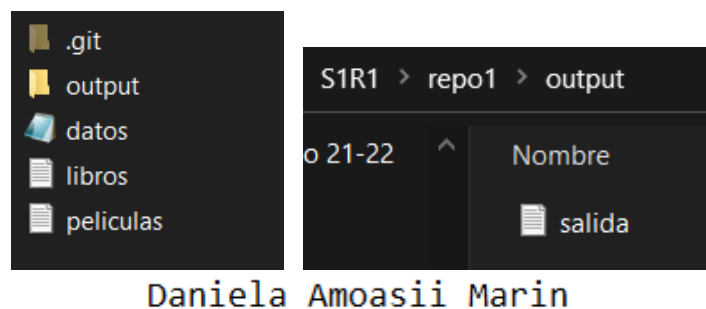 .git
output
datos
libros
peliculas
S1R1 > repo1 > output
o 21-22
Nombre
salida
Daniela Amoasii Marin